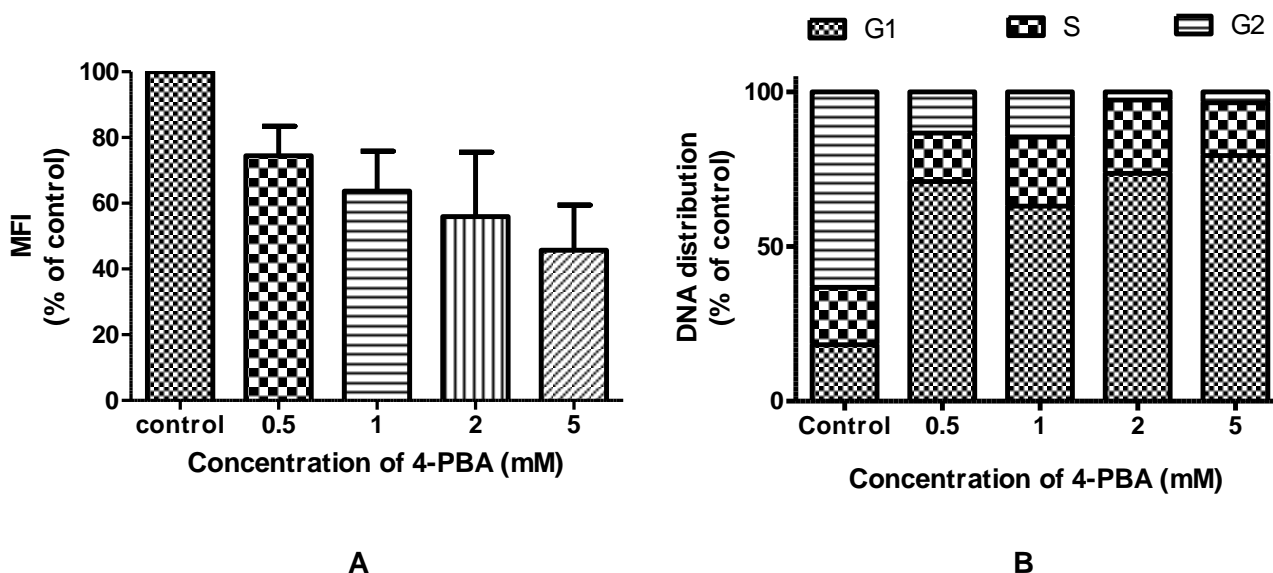 MFI
(% of control)
100
80
60
40
20
0
control 0.5 1 2 5
Concentration of 4-PBA (mM)
A
G1 S G2
DNA distribution
(% of control)
100
50
0
Control 0.5 1 2 5
Concentration of 4-PBA (mM)
B